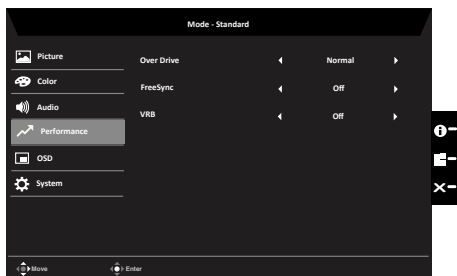 Mode - Standard
Picture
Color
Audio
Performance
OSD
System
Over Drive Normal
FreeSync Off
VRB Off
Move Enter